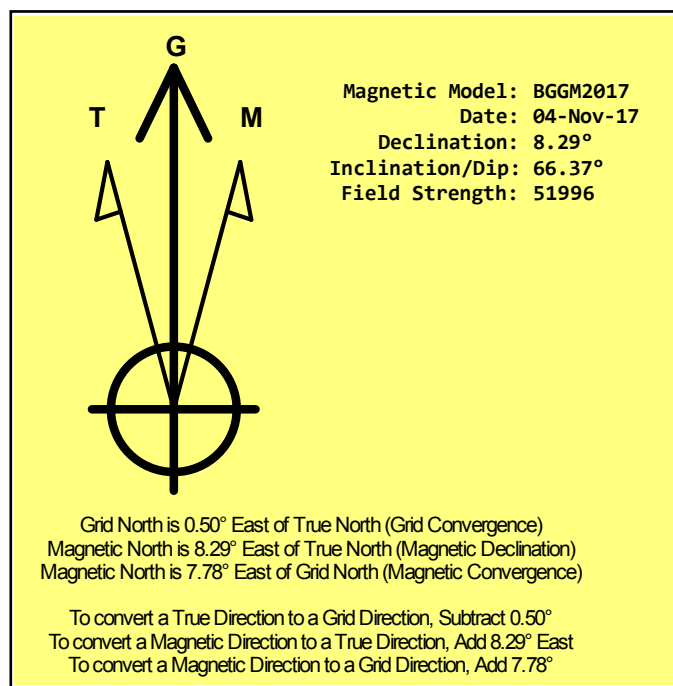 G
T
M
Magnetic Model: BGGM2017
Date: 04-Nov-17
Declination: 8.29°
Inclination/Dip: 66.37°
Field Strength: 51996
Grid North is 0.50° East of True North (Grid Convergence)
Magnetic North is 8.29° East of True North (Magnetic Declination)
Magnetic North is 7.78° East of Grid North (Magnetic Convergence)
To convert a True Direction to a Grid Direction, Subtract 0.50°
To convert a Magnetic Direction to a True Direction, Add 8.29° East
To convert a Magnetic Direction to a Grid Direction, Add 7.78°